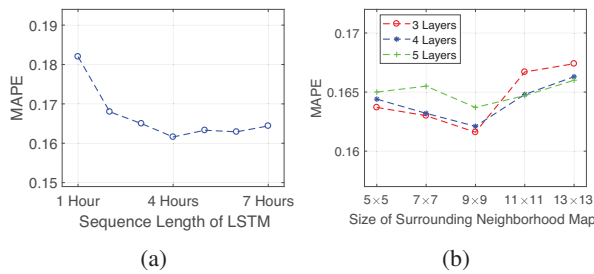 MAPE
0.19
0.18
0.17
0.16
0.15
1 Hour
4 Hours
7 Hours
Sequence Length of LSTM
(a)
MAPE
0.17
0.165
0.16
3 Layers
4 Layers
5 Layers
5×5
7×7
9×9
11×11
13×13
Size of Surrounding Neighborhood Map
(b)